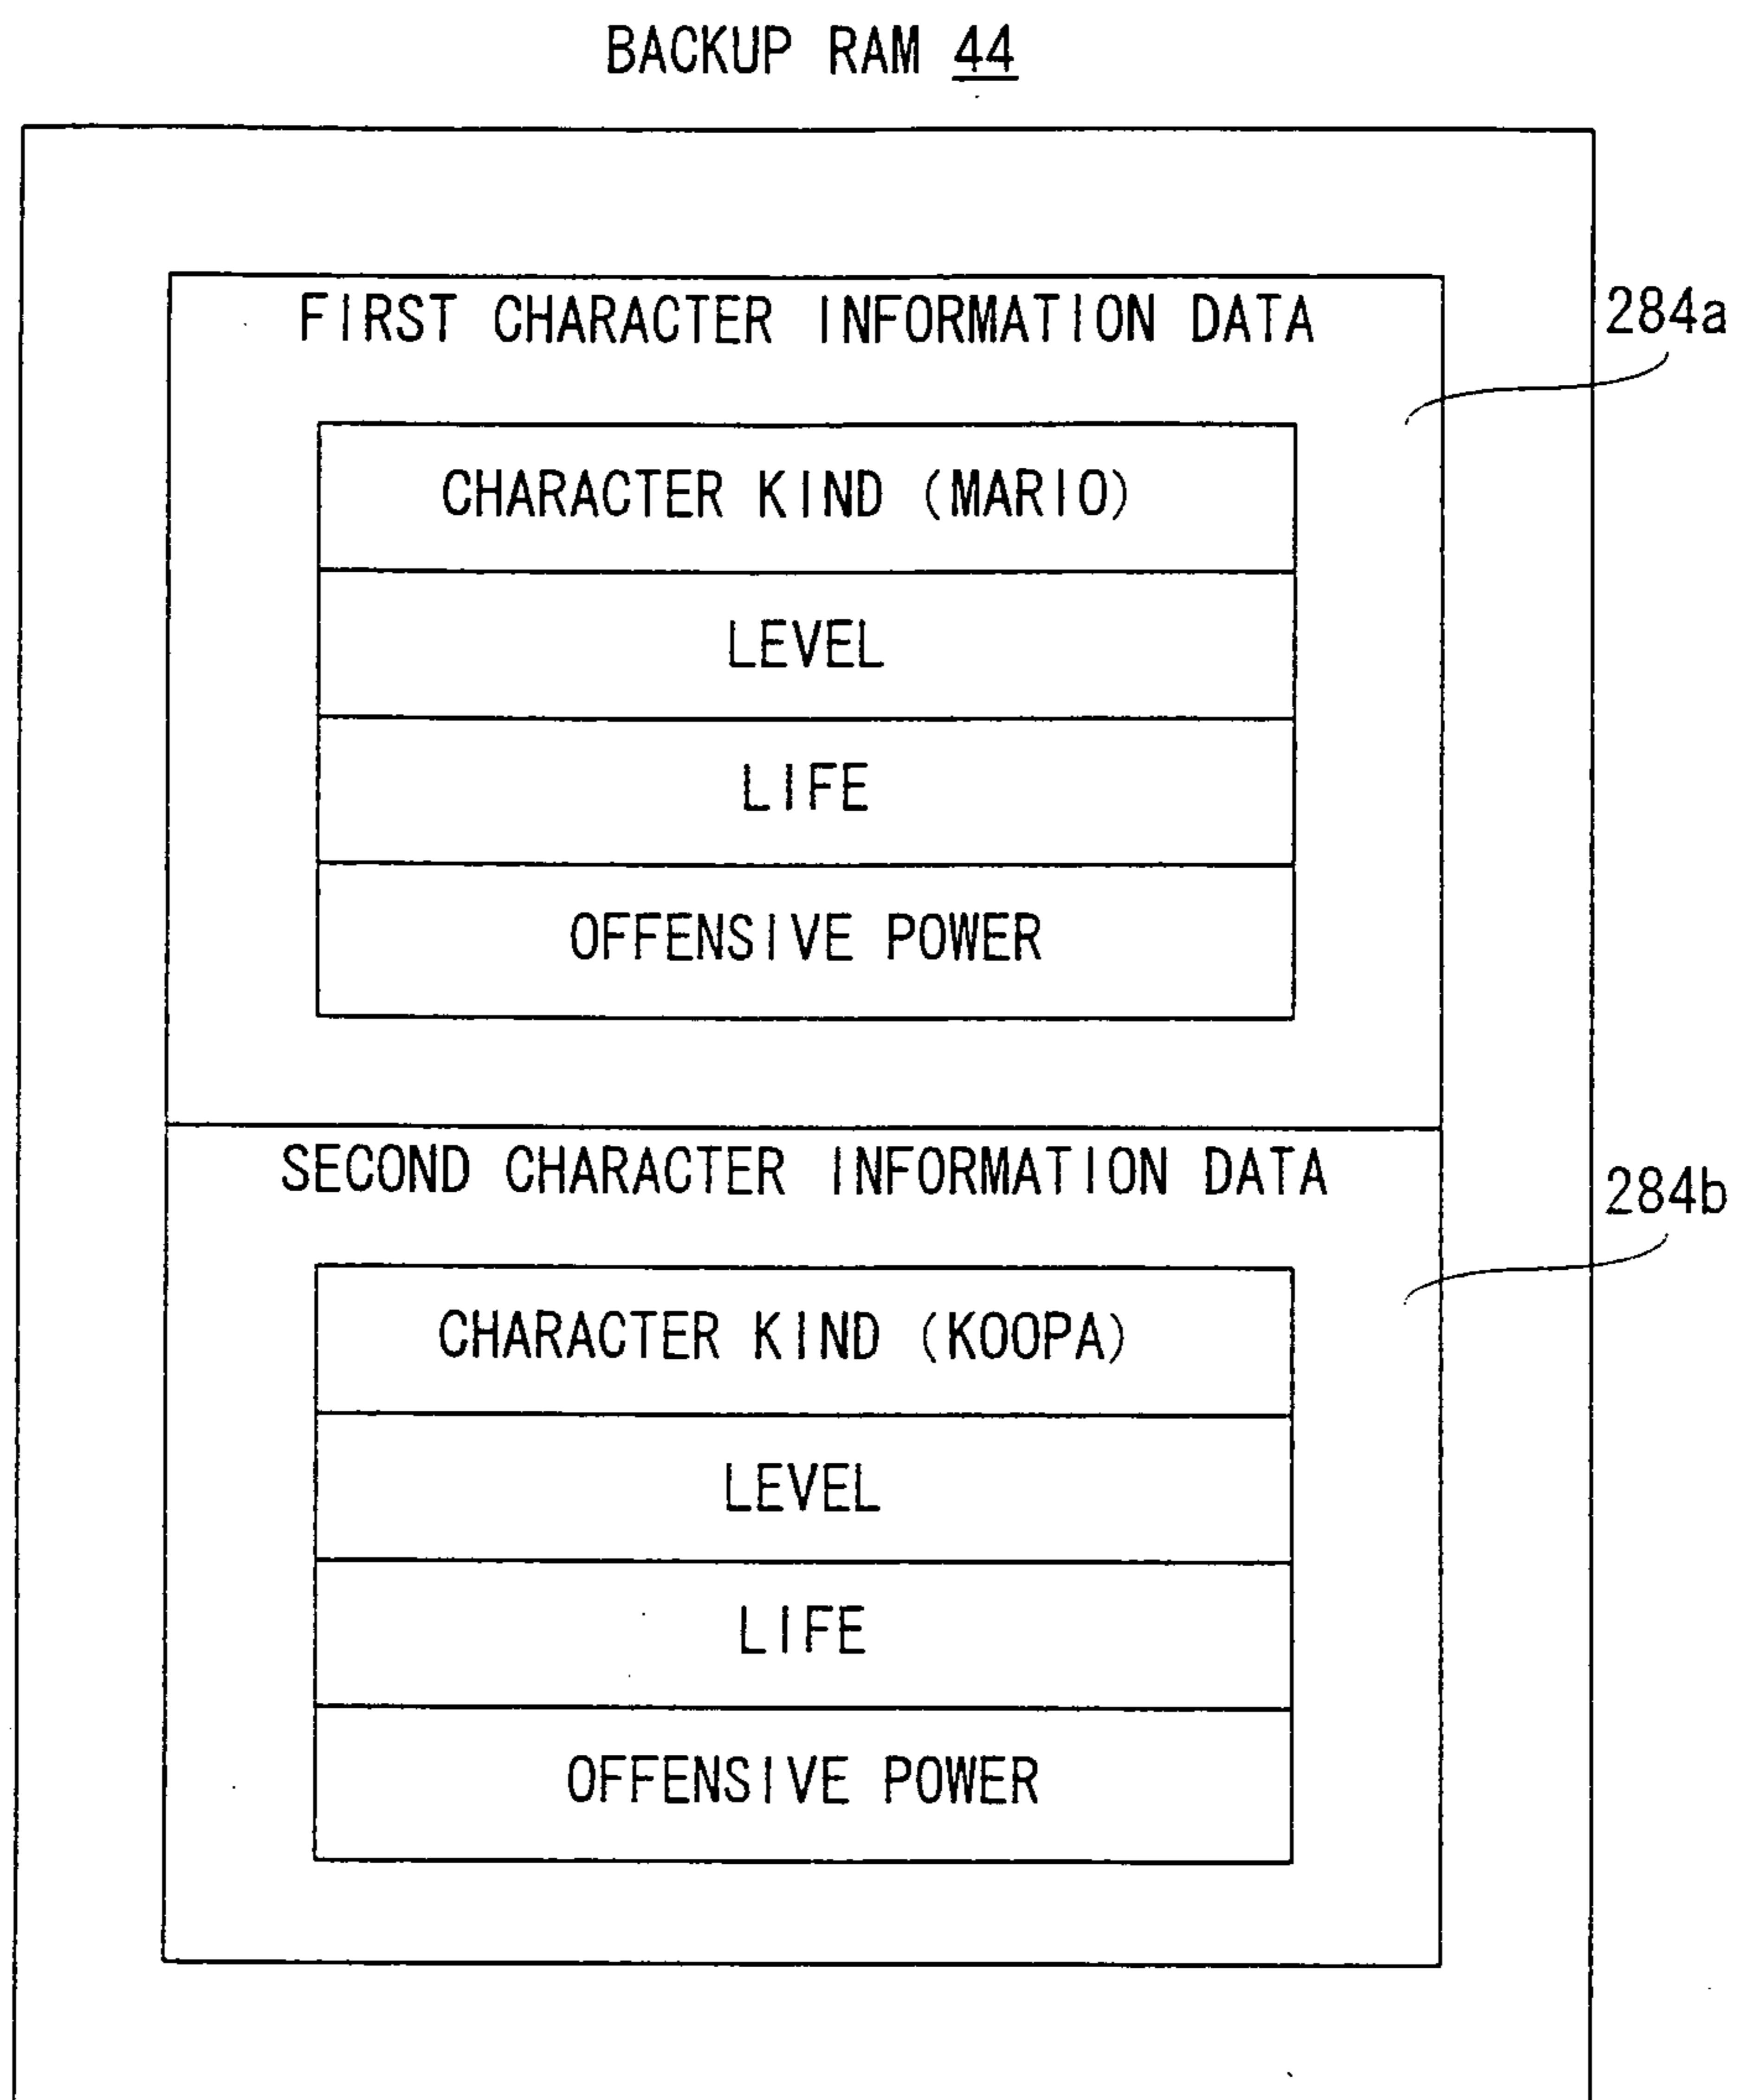 BACKUP RAM 44
FIRST CHARACTER INFORMATION DATA
284a
CHARACTER KIND (MARIO)
LEVEL
LIFE
OFFENSIVE POWER
SECOND CHARACTER INFORMATION DATA
284b
CHARACTER KIND (KOOPA)
LEVEL
LIFE
OFFENSIVE POWER